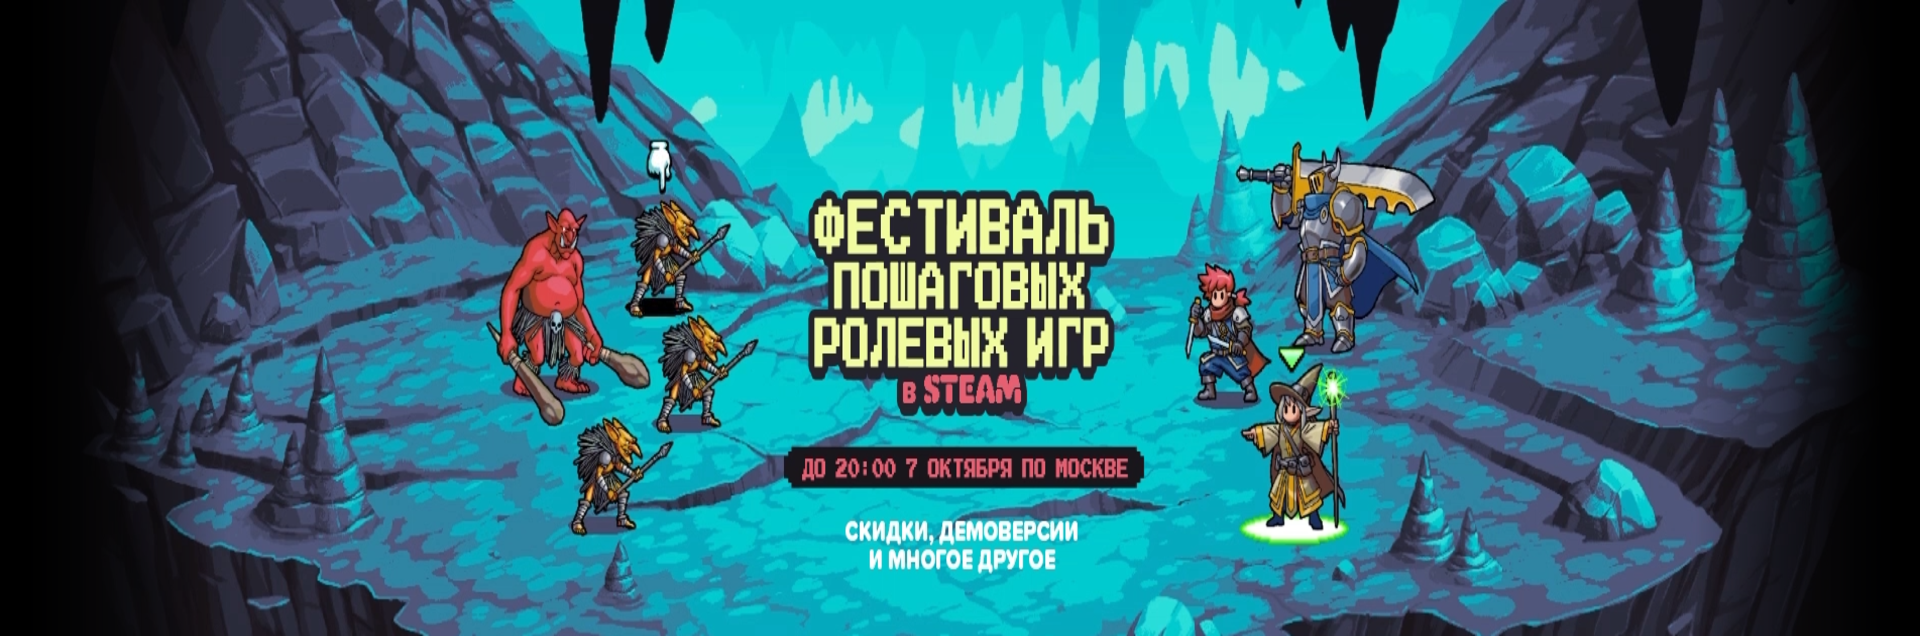 ФЕСТИВАЛЬ
ПОШАГОВЫХ
РОЛЕВЫХ ИГР
В STEAM
ДО 20:00 7 ОКТЯБРЯ ПО МОСКВЕ
СКИДКИ, ДЕМОВЕРСИИ
И МНОГОЕ ДРУГОЕ